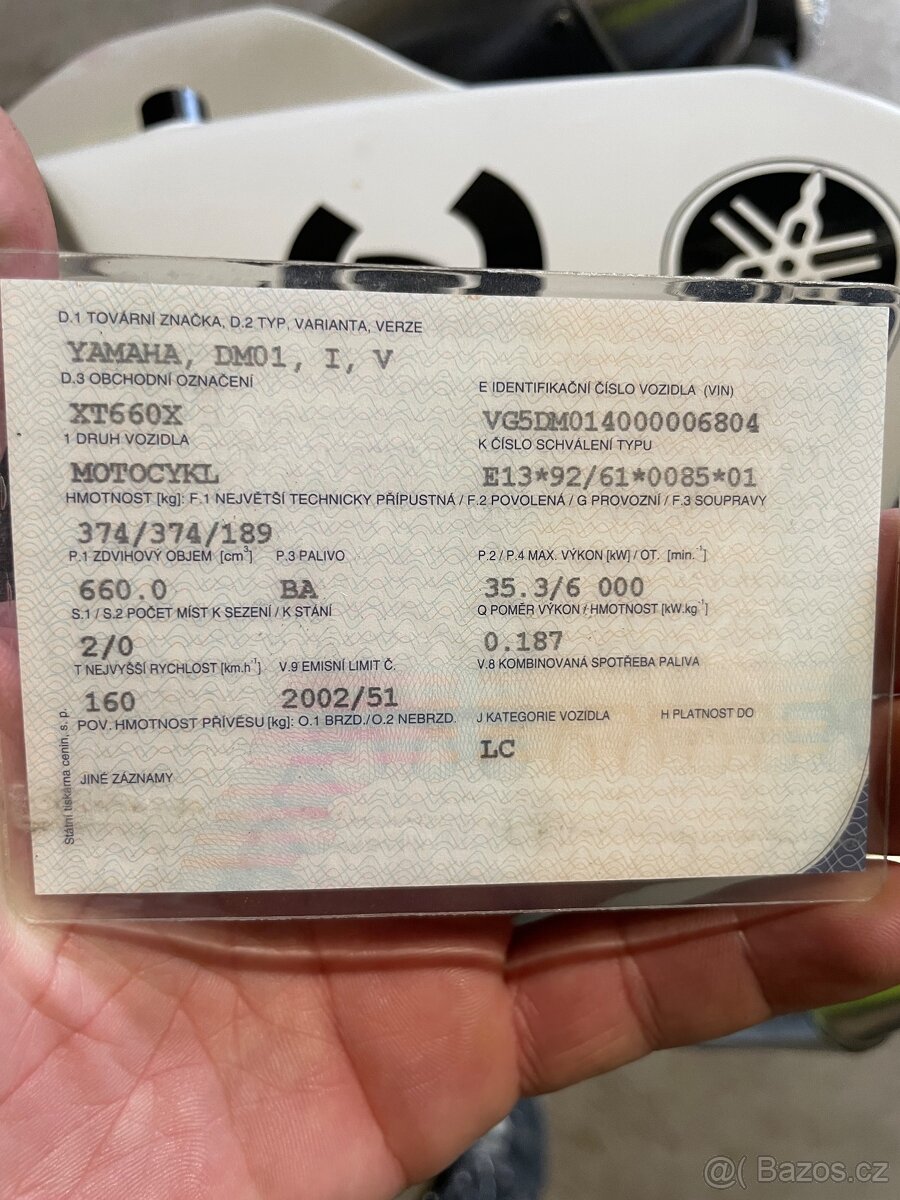 D.1 TOVÁRNÍ ZNAČKA, D.2 TYP, VARIANTA, VERZE
YAMAHA, DM01, I, V
D.3 OBCHODNÍ OZNAČENÍ E IDENTIFIKAČNÍ ČÍSLO VOZIDLA (VIN)
XT660X VG5DM014000006804
1 DRUH VOZIDLA K ČÍSLO SCHVÁLENÍ TYPU
MOTOCYKL E13*92/61*0085*01
HMOTNOST [kg]: F.1 NEJVĚTŠÍ TECHNICKY PŘÍPUSTNÁ / F.2 POVOLENÁ / G PROVOZNÍ / F.3 SOUPRAVY
374/374/189
P.1 ZDVIHOVÝ OBJEM [cm³] P.3 PALIVO P.2 / P.4 MAX. VÝKON [kW] / OT. [min.⁻¹]
660.0 BA 35.3/6 000
S.1 / S.2 POČET MÍST K SEZENÍ / K STÁNÍ Q POMĚR VÝKON / HMOTNOST [kW.kg⁻¹]
2/0 0.187
T NEJVYŠŠÍ RYCHLOST [km.h⁻¹] V.9 EMISNÍ LIMIT Č. V.8 KOMBINOVANÁ SPOTŘEBA PALIVA
160 2002/51
POV. HMOTNOST PŘÍVĚSU [kg]: O.1 BRZD./O.2 NEBRZD. J KATEGORIE VOZIDLA H PLATNOST DO
LC
JINÉ ZÁZNAMY
Státní tiskárna cenin, s. p.
@( Bazos.cz